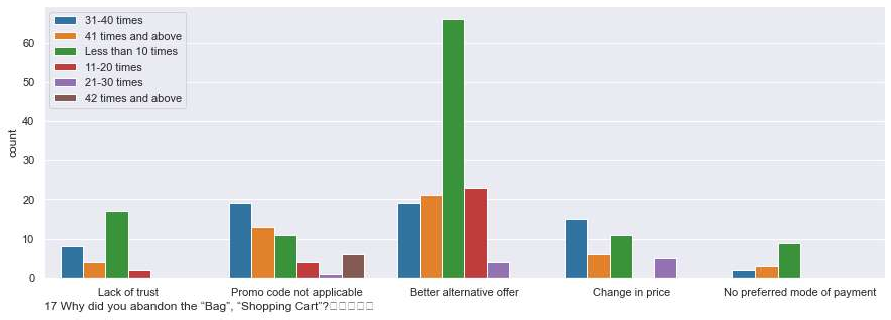 31-40 times
41 times and above
Less than 10 times
11-20 times
21-30 times
42 times and above
60
50
40
30
20
10
0
count
Lack of trust
Promo code not applicable
Better alternative offer
Change in price
No preferred mode of payment
17 Why did you abandon the “Bag”, “Shopping Cart”?□□□□□